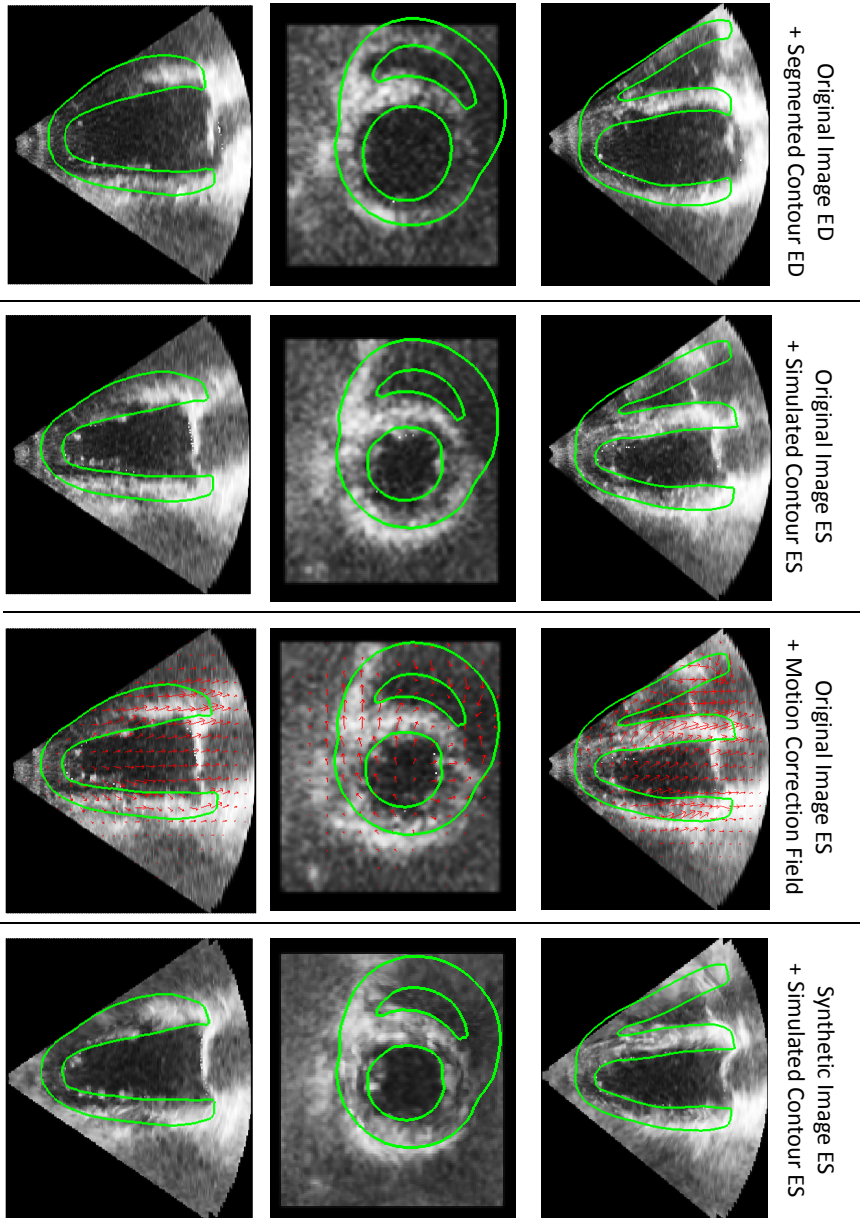 Original Image ED
+ Segmented Contour ED
Original Image ES
+ Simulated Contour ES
Original Image ES
+ Motion Correction Field
Synthetic Image ES
+ Simulated Contour ES